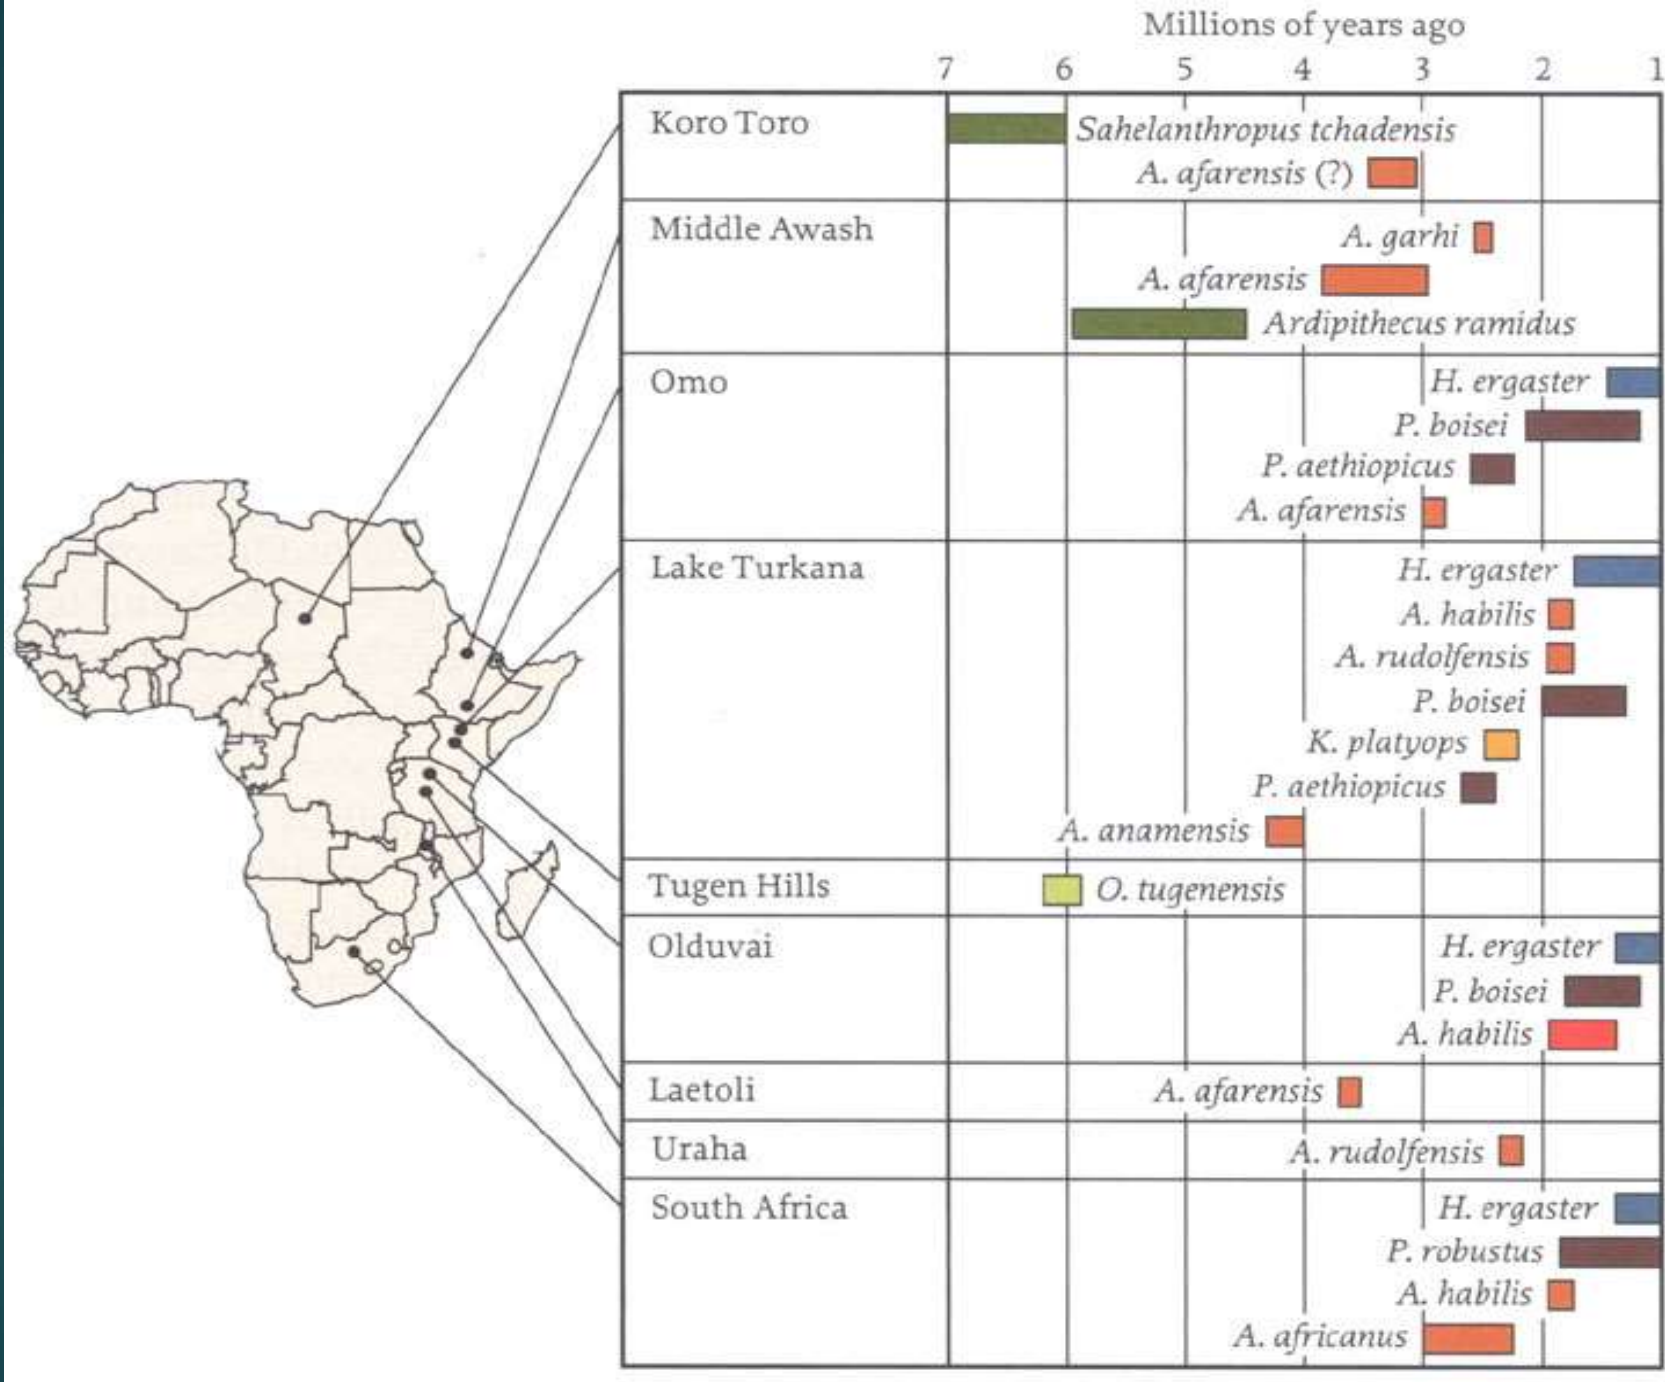 Millions of years ago
7 6 5 4 3 2 1
Koro Toro
Sahelanthropus tchadensis
A. afarensis (?)
Middle Awash
A. garhi
A. afarensis
Ardipithecus ramidus
Omo
H. ergaster
P. boisei
P. aethiopicus
A. afarensis
Lake Turkana
H. ergaster
A. habilis
A. rudolfensis
P. boisei
K. platyops
P. aethiopicus
A. anamensis
Tugen Hills
O. tugenensis
Olduvai
H. ergaster
P. boisei
A. habilis
Laetoli
A. afarensis
Uraha
A. rudolfensis
South Africa
H. ergaster
P. robustus
A. habilis
A. africanus